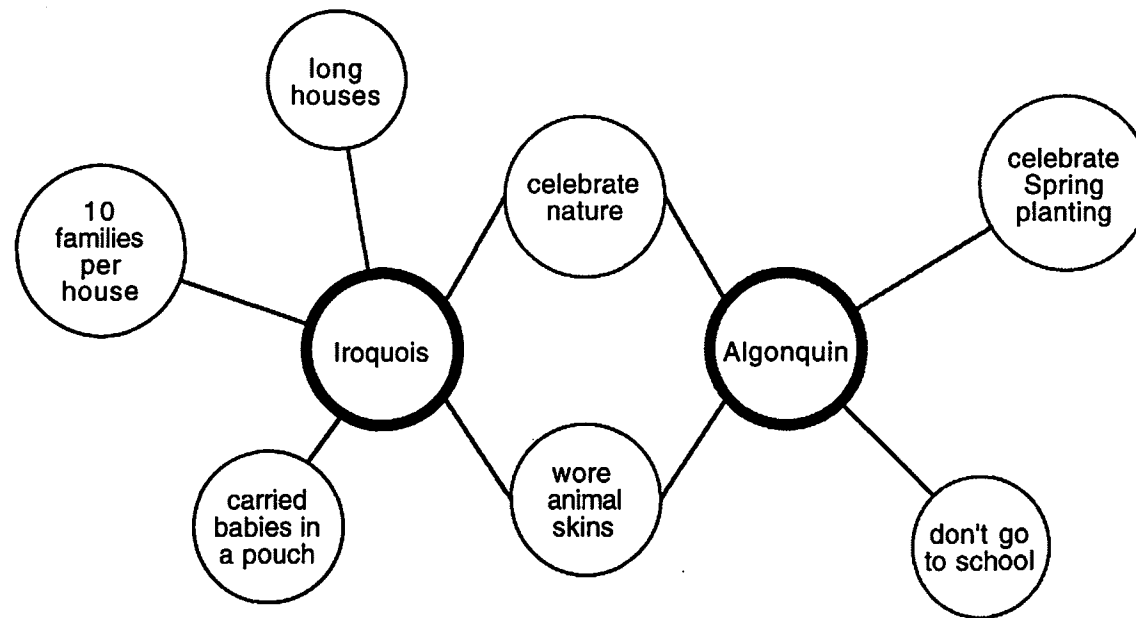 long
houses
celebrate
nature
celebrate
Spring
planting
10
families
per
house
Iroquois
Algonquin
carried
babies in
a pouch
wore
animal
skins
don't go
to school